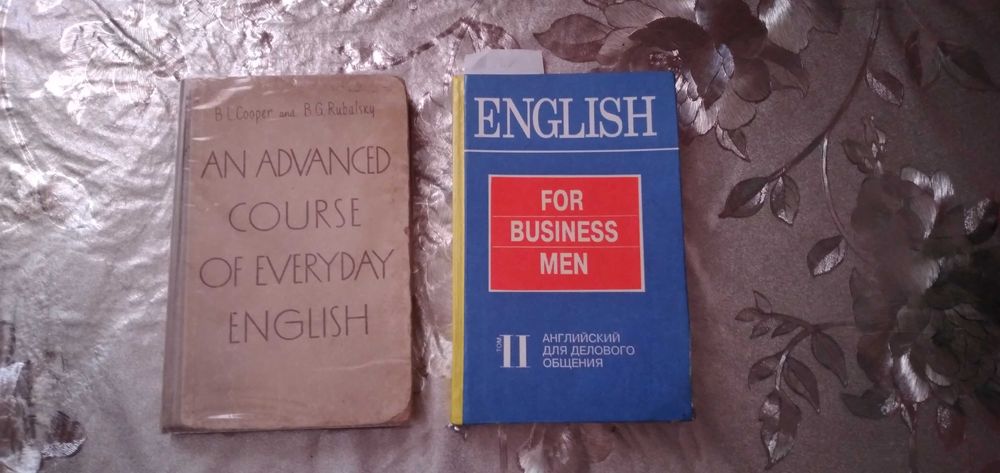 B. L. Cooper and B. G. Rubalsky
AN ADVANCED
COURSE
OF EVERYDAY
ENGLISH
ENGLISH
FOR
BUSINESS
MEN
ТОМ II
АНГЛИЙСКИЙ
ДЛЯ ДЕЛОВОГО
ОБЩЕНИЯ